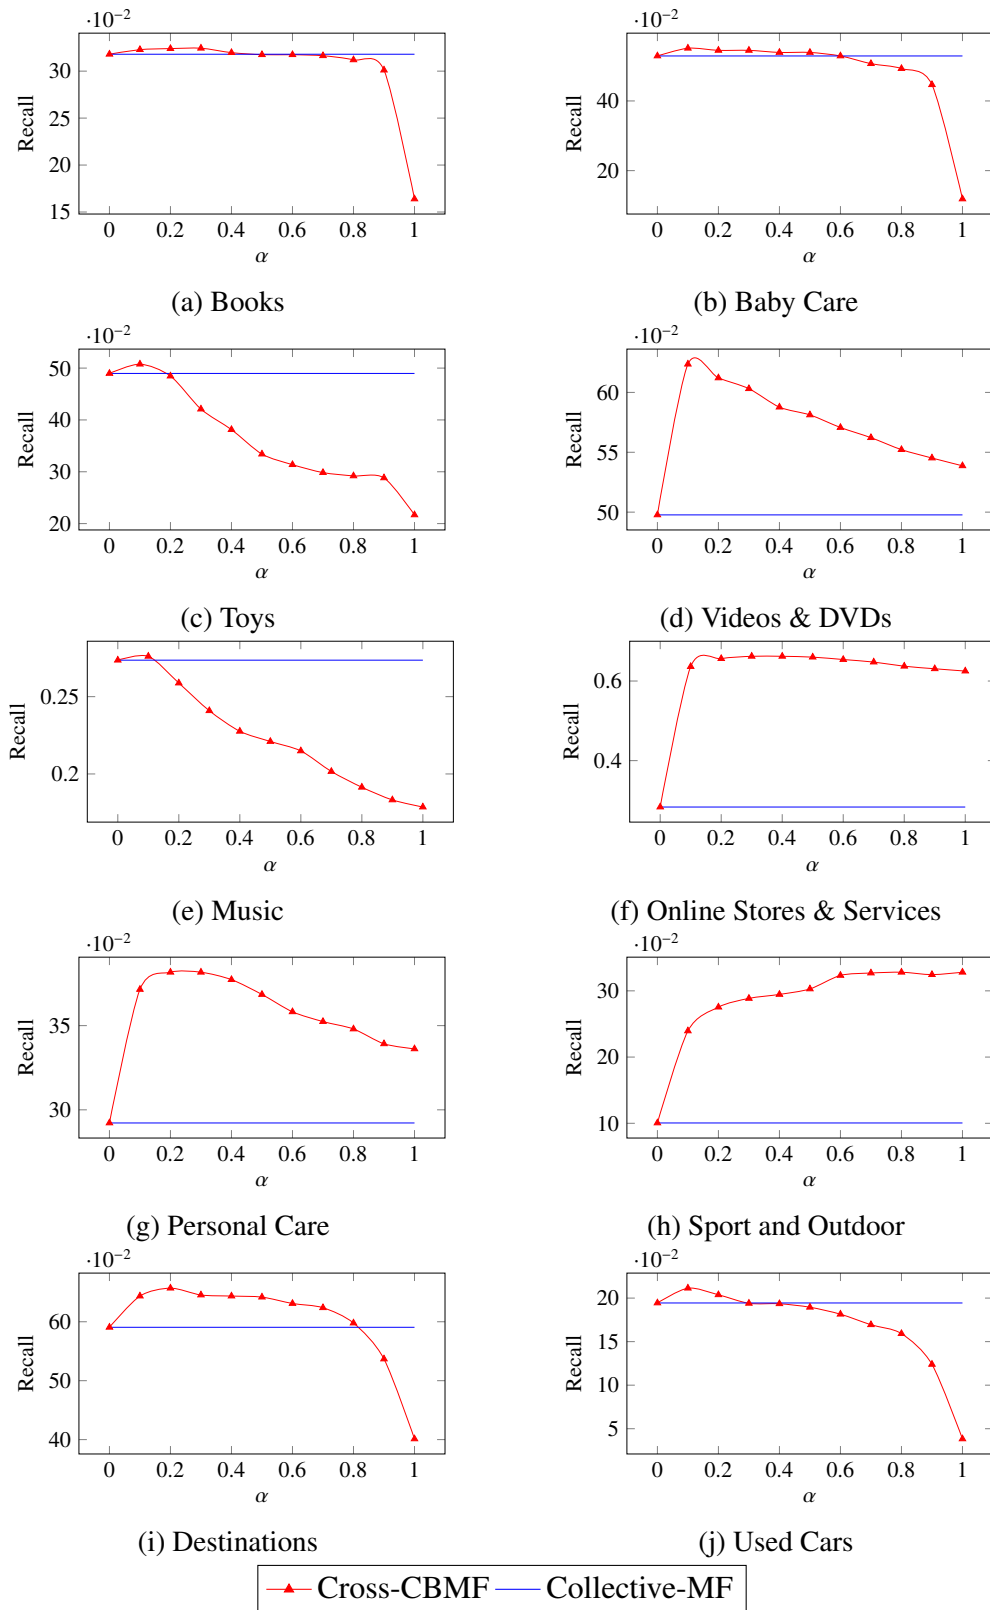 ·10⁻²
30
25
20
15
Recall
0 0.2 0.4 0.6 0.8 1
α
(a) Books
·10⁻²
40
20
Recall
0 0.2 0.4 0.6 0.8 1
α
(b) Baby Care
·10⁻²
50
40
30
20
Recall
0 0.2 0.4 0.6 0.8 1
α
(c) Toys
·10⁻²
60
55
50
Recall
0 0.2 0.4 0.6 0.8 1
α
(d) Videos & DVDs
0.25
0.2
Recall
0 0.2 0.4 0.6 0.8 1
α
(e) Music
0.6
0.4
Recall
0 0.2 0.4 0.6 0.8 1
α
(f) Online Stores & Services
·10⁻²
35
30
Recall
0 0.2 0.4 0.6 0.8 1
α
(g) Personal Care
·10⁻²
30
20
10
Recall
0 0.2 0.4 0.6 0.8 1
α
(h) Sport and Outdoor
·10⁻²
60
50
40
Recall
0 0.2 0.4 0.6 0.8 1
α
(i) Destinations
·10⁻²
20
15
10
5
Recall
0 0.2 0.4 0.6 0.8 1
α
(j) Used Cars
Cross-CBMF Collective-MF